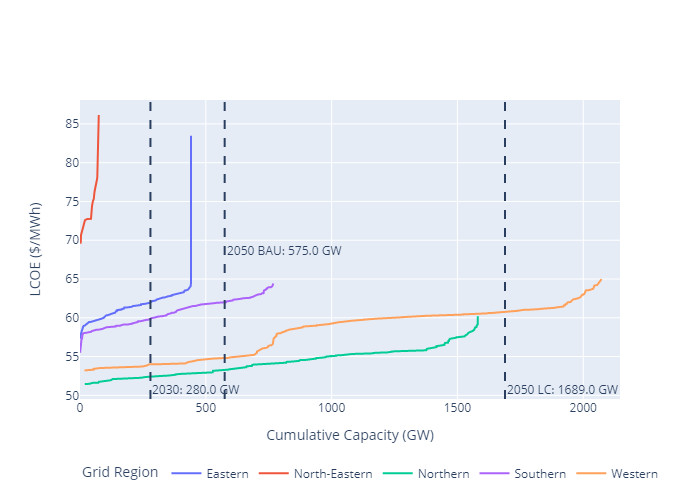 LCOE ($/MWh)
85
80
75
70
65
60
55
50
2050 BAU: 575.0 GW
2030: 280.0 GW
2050 LC: 1689.0 GW
0 500 1000 1500 2000
Cumulative Capacity (GW)
Grid Region Eastern North-Eastern Northern Southern Western